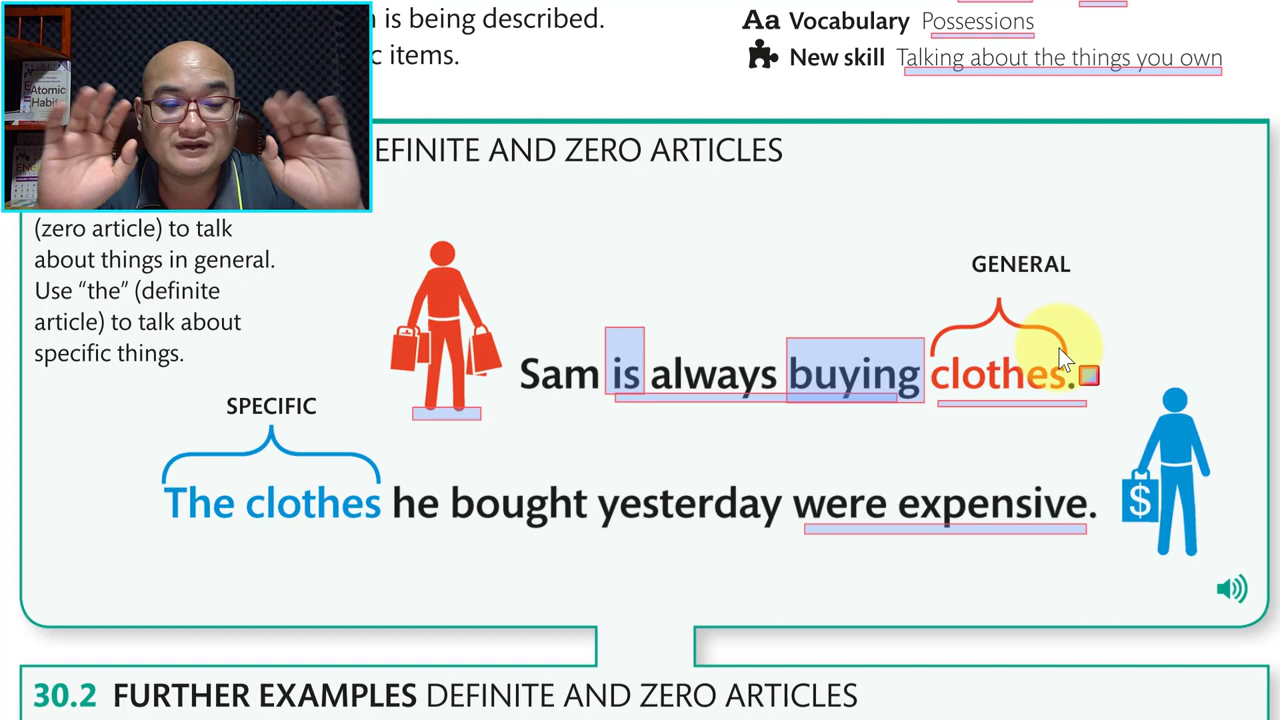 is being described.
c items.
Aa Vocabulary Possessions
New skill Talking about the things you own
Atomic
Habi
EFINITE AND ZERO ARTICLES
(zero article) to talk
about things in general.
Use “the” (definite
article) to talk about
specific things.
GENERAL
Sam is always buying clothes.
SPECIFIC
The clothes he bought yesterday were expensive.
$
30.2 FURTHER EXAMPLES DEFINITE AND ZERO ARTICLES